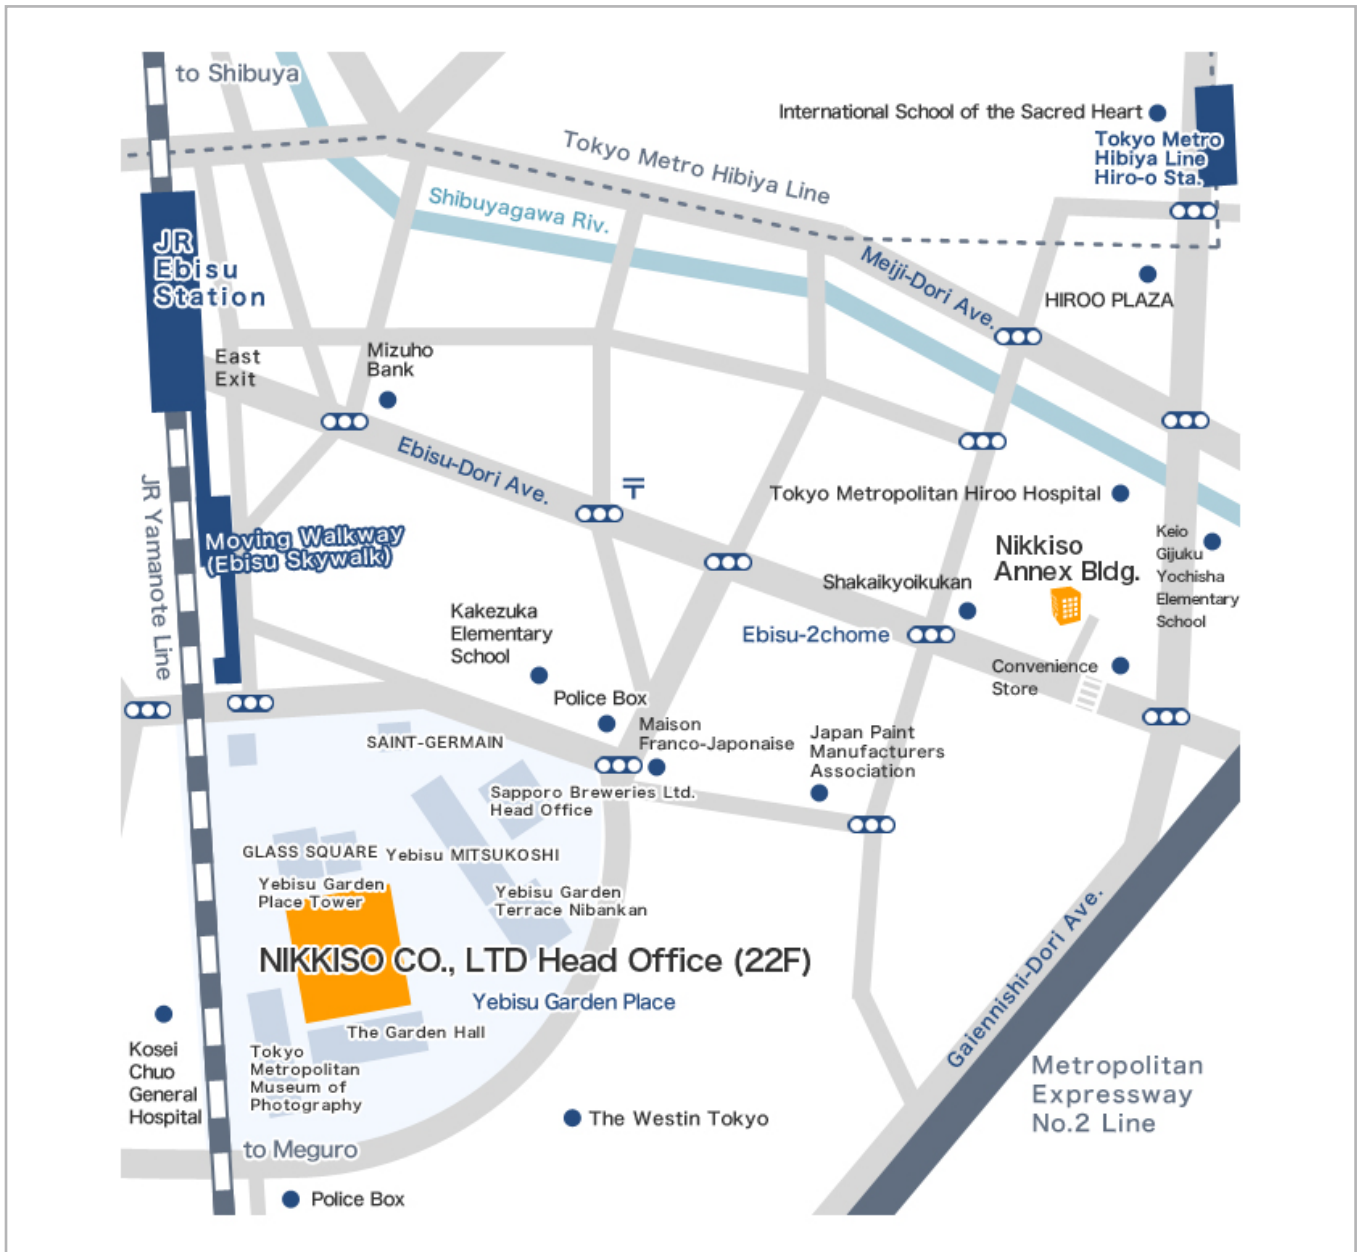 to Shibuya
International School of the Sacred Heart
Tokyo Metro
Hibiya Line
Hiro-o Sta.
Tokyo Metro Hibiya Line
Shibuyagawa Riv.
JR
Ebisu
Station
Meiji-Dori Ave.
HIROO PLAZA
East
Exit
Mizuho
Bank
Ebisu-Dori Ave.
〒
JR Yamanote Line
Tokyo Metropolitan Hiroo Hospital
Moving Walkway
(Ebisu Skywalk)
Nikkiso
Annex Bldg.
Keio
Gijuku
Yochisha
Elementary
School
Shakaikyoikukan
Kakezuka
Elementary
School
Ebisu-2chome
Convenience
Store
Police Box
Maison
Franco-Japonaise
Japan Paint
Manufacturers
Association
SAINT-GERMAIN
Sapporo Breweries Ltd.
Head Office
GLASS SQUARE
Yebisu MITSUKOSHI
Yebisu Garden
Place Tower
Yebisu Garden
Terrace Nibankan
NIKKISO CO., LTD Head Office (22F)
Yebisu Garden Place
Gaiennishi-Dori Ave.
The Garden Hall
Kosei
Chuo
General
Hospital
Tokyo
Metropolitan
Museum of
Photography
Metropolitan
Expressway
No.2 Line
The Westin Tokyo
to Meguro
Police Box